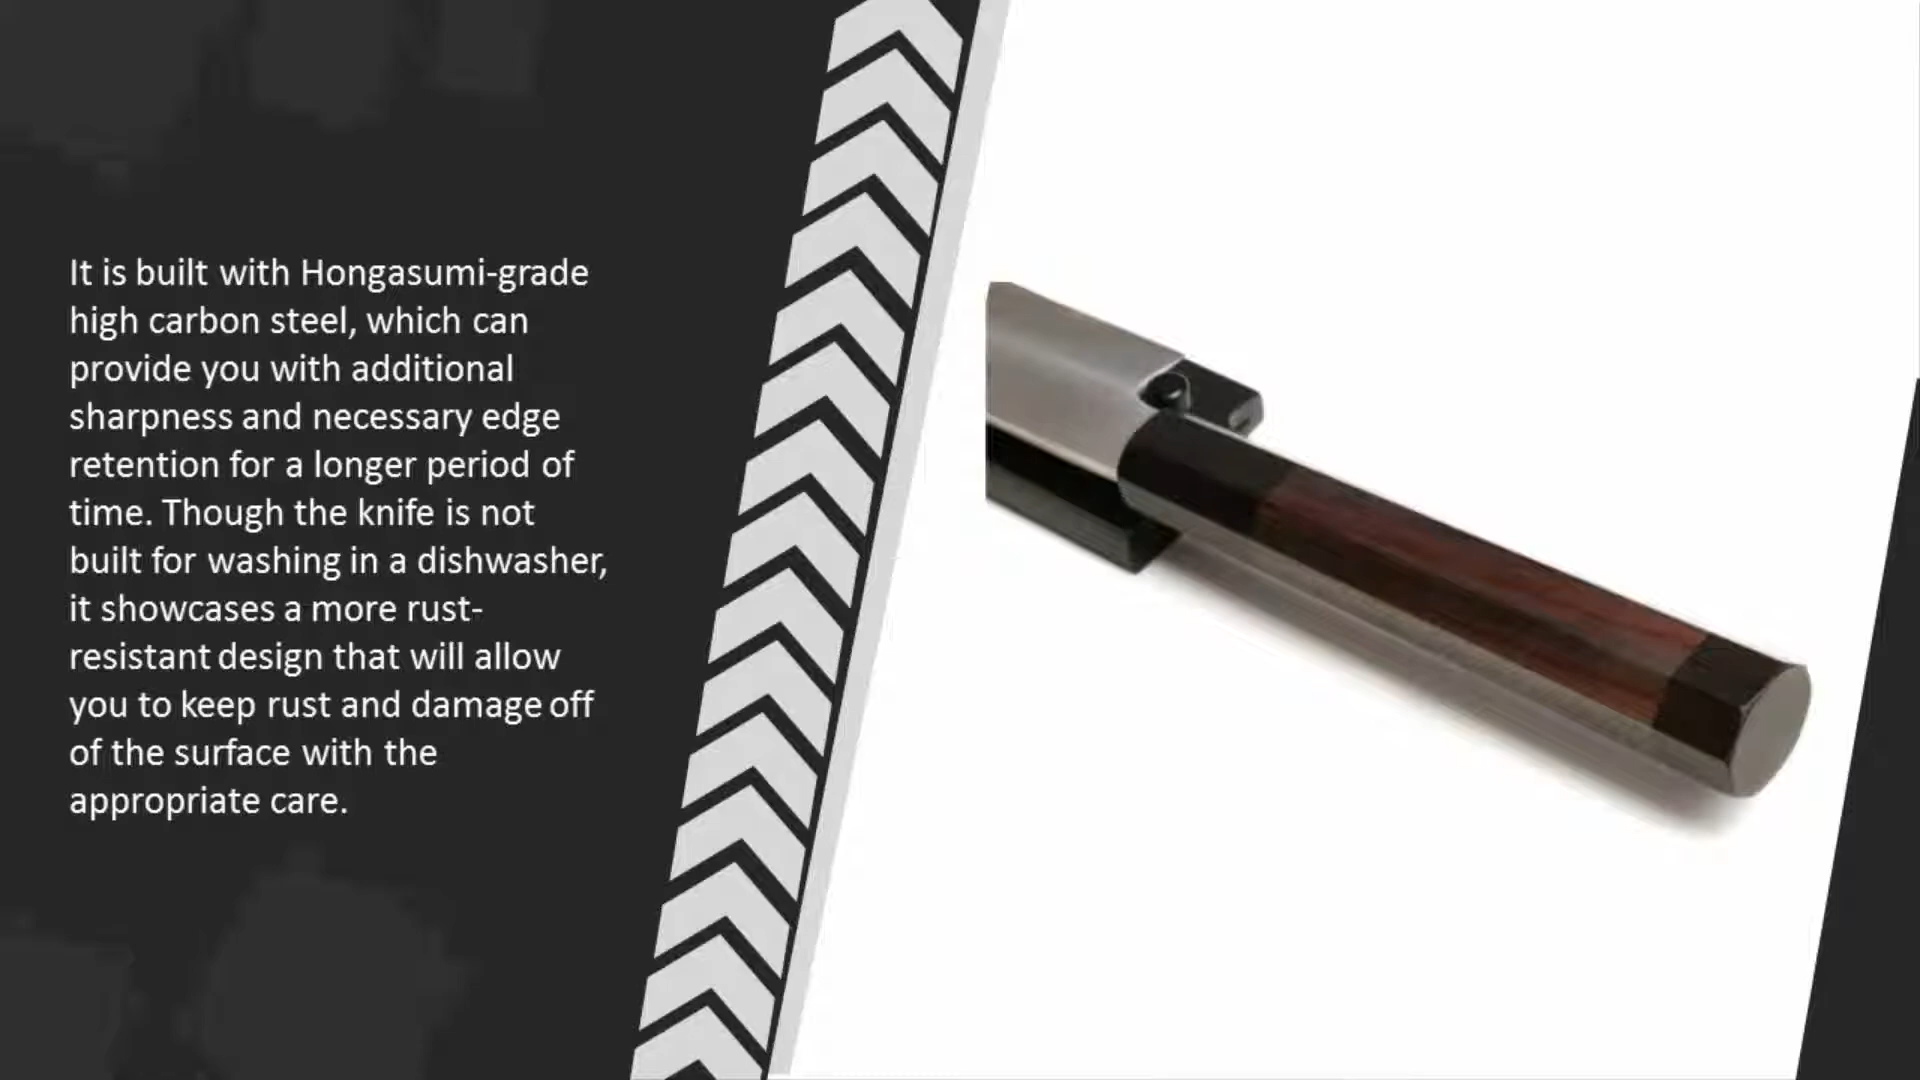 It is built with Hongasumi-grade
high carbon steel, which can
provide you with additional
sharpness and necessary edge
retention for a longer period of
time. Though the knife is not
built for washing in a dishwasher,
it showcases a more rust-
resistant design that will allow
you to keep rust and damage off
of the surface with the
appropriate care.